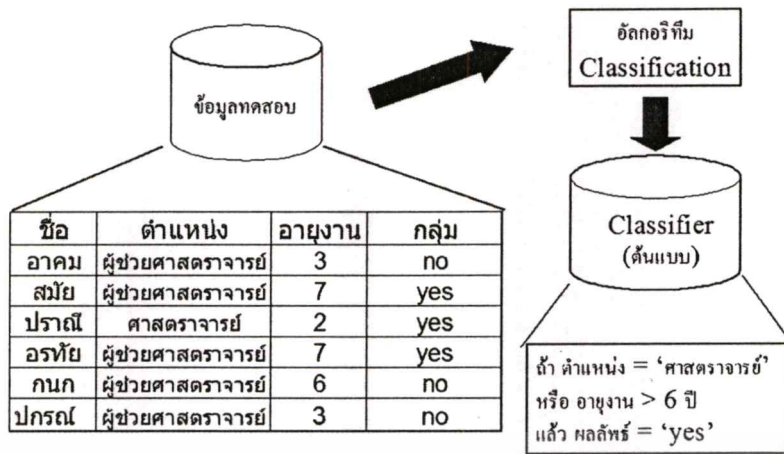 ข้อมูลทดสอบ
อัลกอริทึม
Classification
Classifier
(ต้นแบบ)
ชื่อ ตำแหน่ง อายุงาน กลุ่ม
อาคม ผู้ช่วยศาสตราจารย์ 3 no
สมัย ผู้ช่วยศาสตราจารย์ 7 yes
ปราณี ศาสตราจารย์ 2 yes
อรทัย ผู้ช่วยศาสตราจารย์ 7 yes
กนก ผู้ช่วยศาสตราจารย์ 6 no
ปกรณ์ ผู้ช่วยศาสตราจารย์ 3 no
ถ้า ตำแหน่ง = ‘ศาสตราจารย์’
หรือ อายุงาน > 6 ปี
แล้ว ผลลัพธ์ = ‘yes’